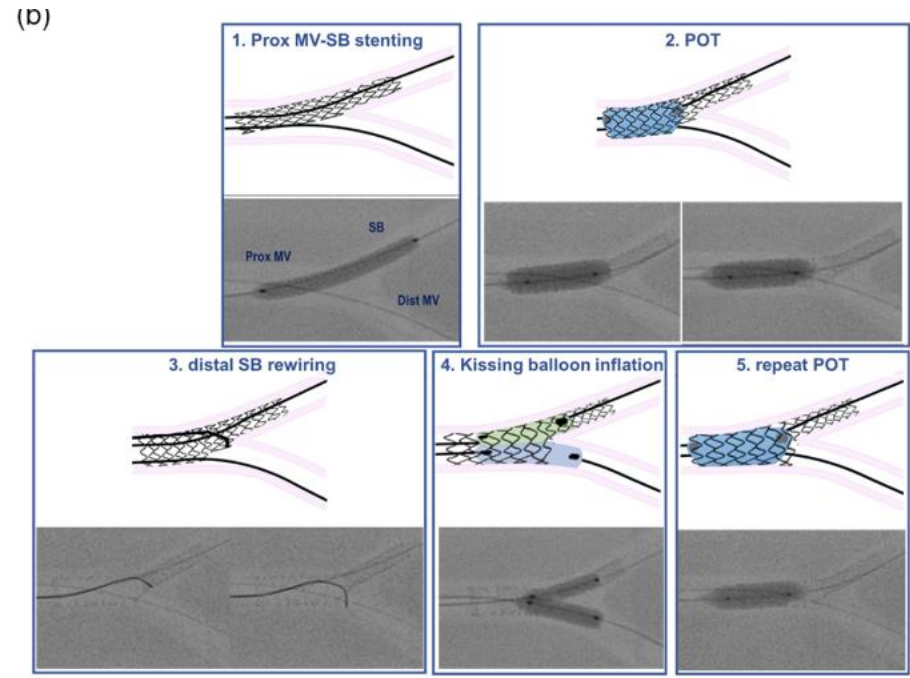 (b)
1. Prox MV-SB stenting
2. POT
SB
Prox MV
Dist MV
3. distal SB rewiring
4. Kissing balloon inflation
5. repeat POT